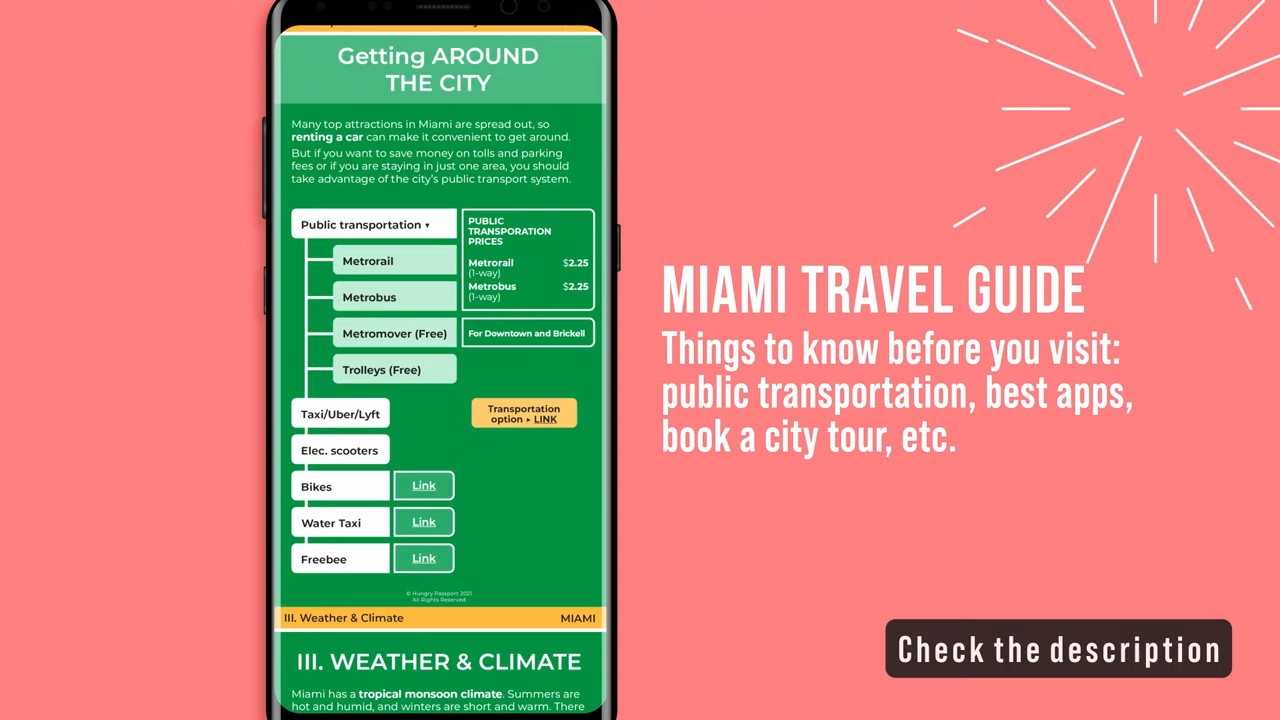 Getting AROUND
THE CITY
Many top attractions in Miami are spread out, so
renting a car can make it convenient to get around.
But if you want to save money on tolls and parking
fees or if you are staying in just one area, you should
take advantage of the city's public transport system.
Public transportation ▾
Metrorail
Metrobus
Metromover (Free)
Trolleys (Free)
PUBLIC
TRANSPORATION
PRICES
Metrorail $2.25
(1-way)
Metrobus $2.25
(1-way)
For Downtown and Brickell
Taxi/Uber/Lyft
Transportation
option ▸ LINK
Elec. scooters
Bikes Link
Water Taxi Link
Freebee Link
© Hungry Passport 2021
All Rights Reserved
III. Weather & Climate MIAMI
III. WEATHER & CLIMATE
Miami has a tropical monsoon climate. Summers are
hot and humid, and winters are short and warm. There
MIAMI TRAVEL GUIDE
Things to know before you visit:
public transportation, best apps,
book a city tour, etc.
Check the description